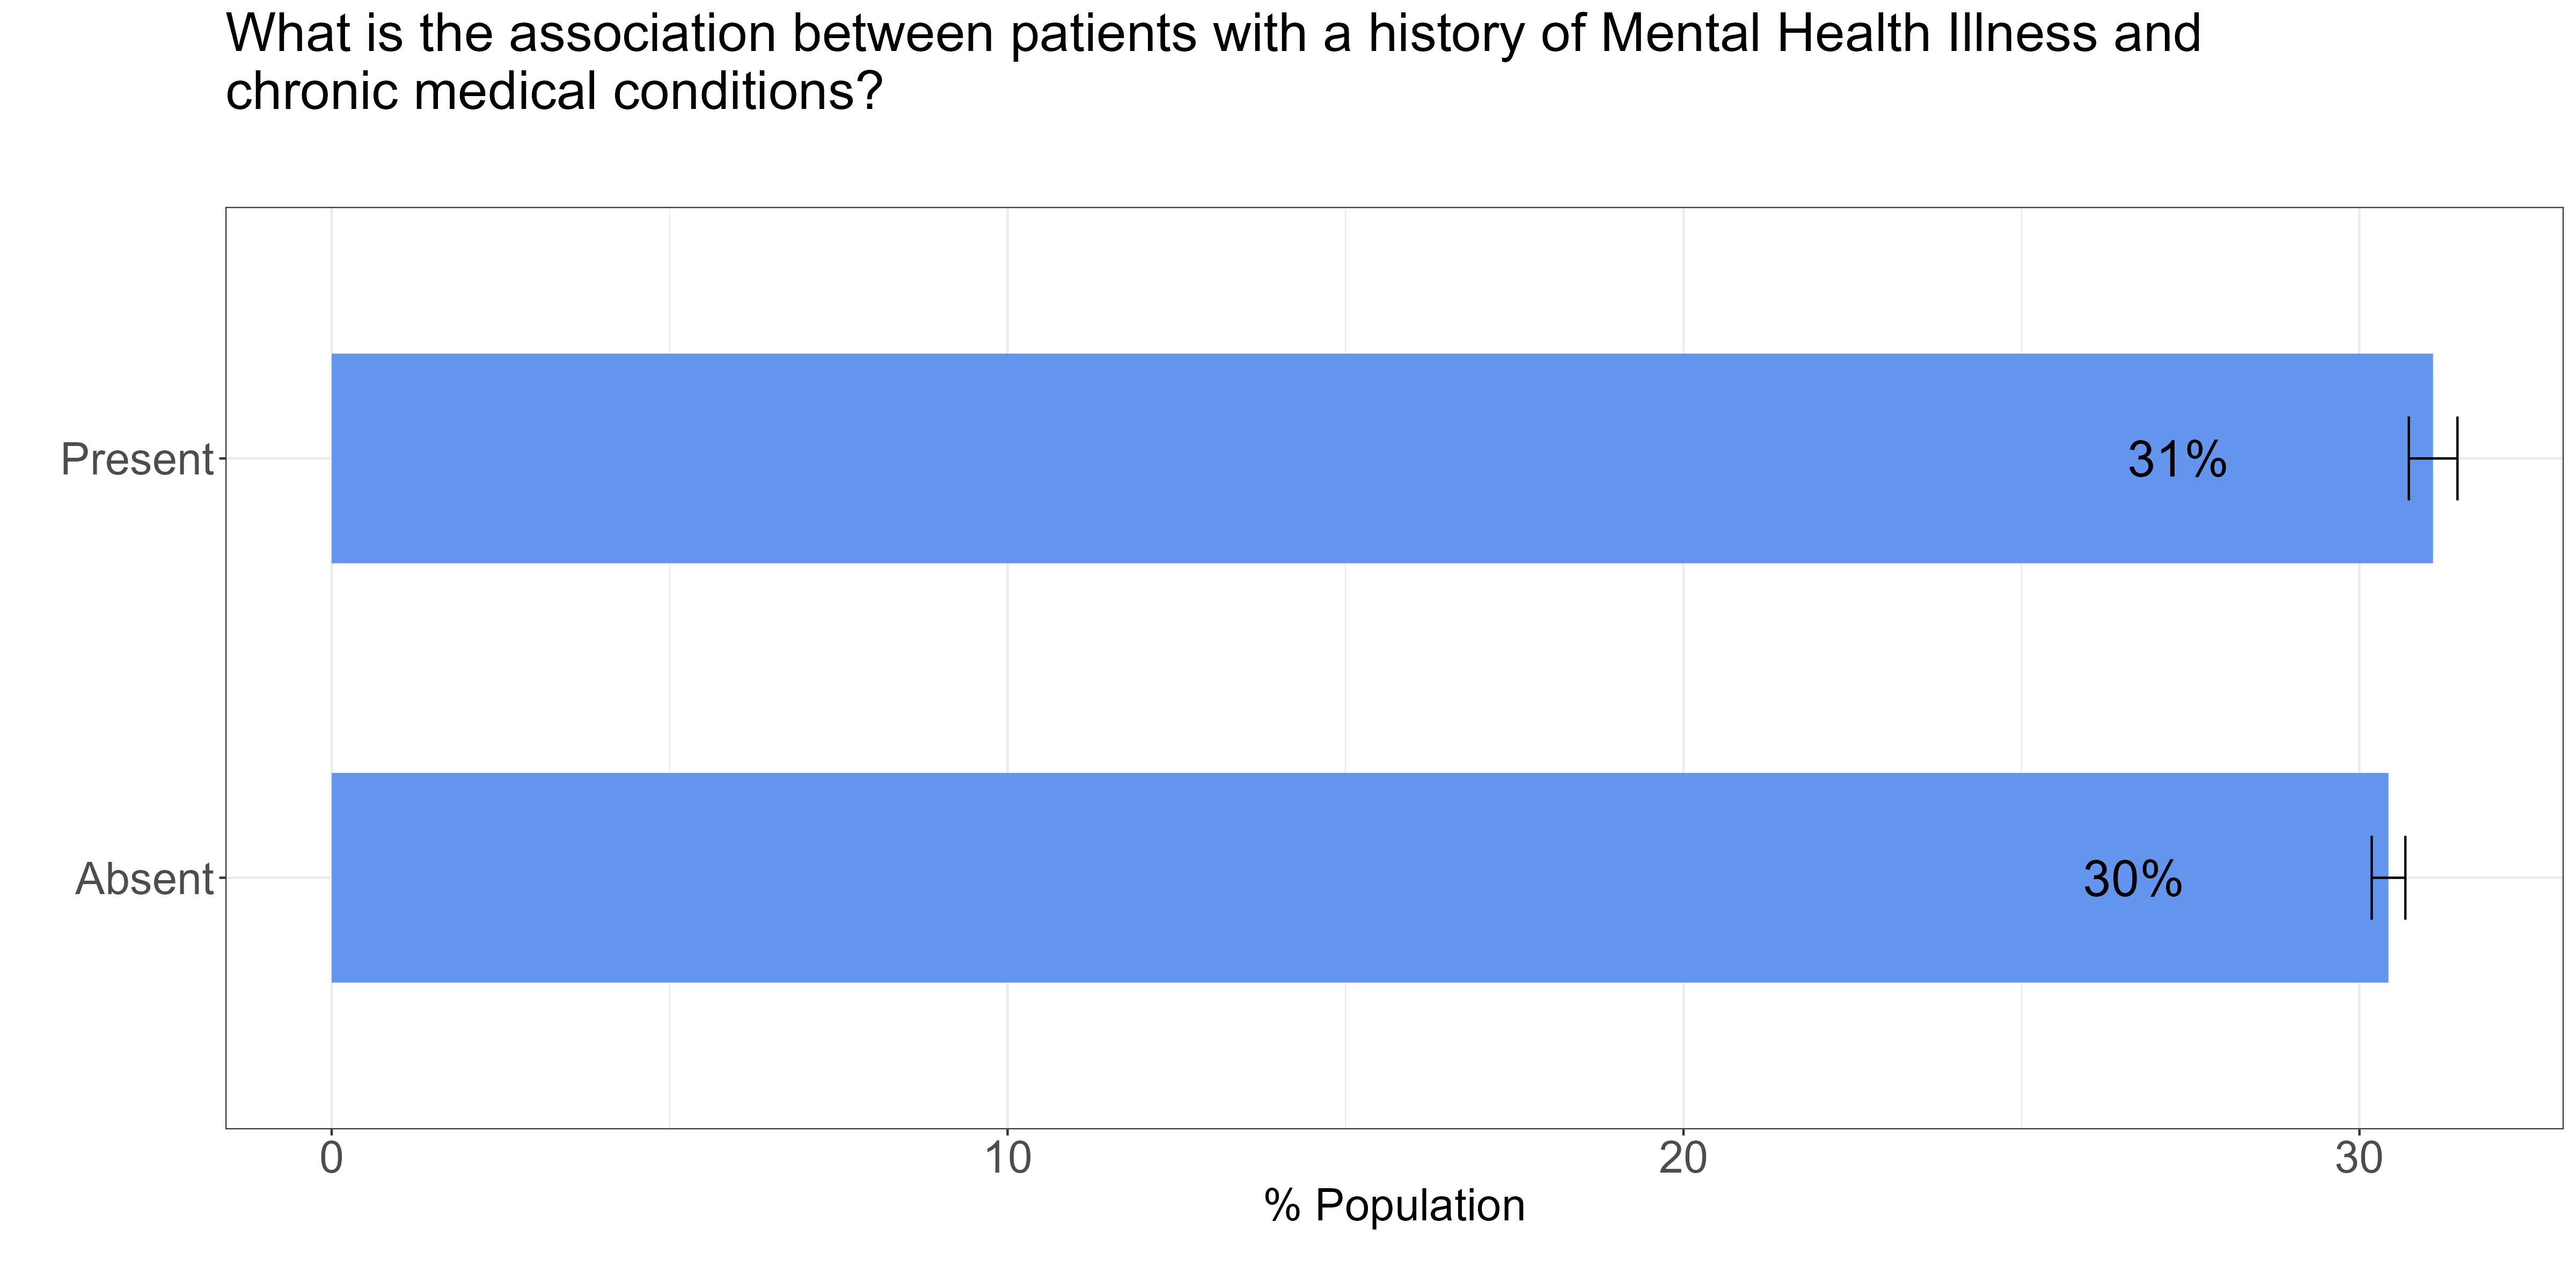 What is the association between patients with a history of Mental Health Illness and
chronic medical conditions?
Present
31%
Absent
30%
0
10
20
30
% Population